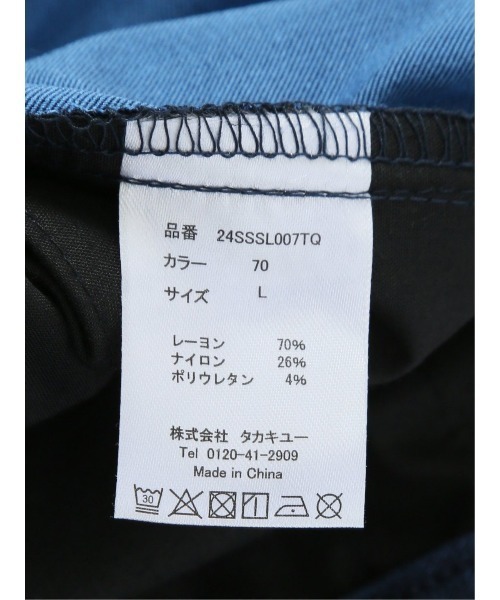 品番 24SSSL007TQ
カラー 70
サイズ L
レーヨン 70%
ナイロン 26%
ポリウレタン 4%
株式会社 タカキユー
Tel 0120-41-2909
Made in China
30